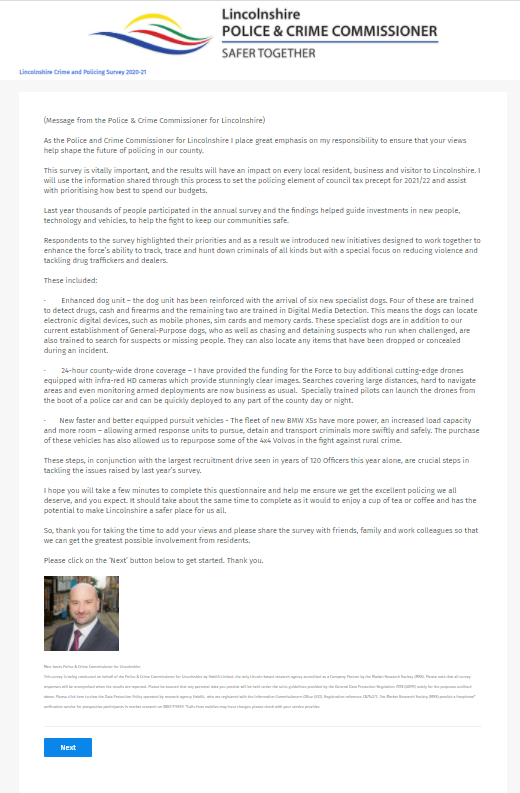 Lincolnshire
POLICE & CRIME COMMISSIONER
SAFER TOGETHER
Lincolnshire Crime and Policing Survey 2020-21
(Message from the Police & Crime Commissioner for Lincolnshire)
As the Police and Crime Commissioner for Lincolnshire I place great emphasis on my responsibility to ensure that your views
help shape the future of policing in our county.
This survey is vitally important, and the results will have an impact on every local resident, business and visitor to Lincolnshire. I
will use the information shared through this process to set the policing element of council tax precept for 2021/22 and assist
with prioritising how best to spend our budgets.
Last year thousands of people participated in the annual survey and the findings helped guide investments in new people,
technology and vehicles, to help the fight to keep our communities safe.
Respondents to the survey highlighted their priorities and as a result we introduced new initiatives designed to work together to
enhance the force's ability to track, trace and hunt down criminals of all kinds but with a special focus on reducing violence and
tackling drug traffickers and dealers.
These included:
- Enhanced dog unit – the dog unit has been reinforced with the arrival of six new specialist dogs. Four of these are trained
to detect drugs, cash and firearms and the remaining two are trained in Digital Media Detection. This means the dogs can locate
electronic digital devices, such as mobile phones, sim cards and memory cards. These specialist dogs are in addition to our
current establishment of General-Purpose dogs, who as well as chasing and detaining suspects who run when challenged, are
also trained to search for suspects or missing people. They can also locate any items that have been dropped or concealed
during an incident.
- 24-hour county-wide drone coverage – I have provided the funding for the Force to buy additional cutting-edge drones
equipped with infra-red HD cameras which provide stunningly clear images. Searches covering large distances, hard to navigate
areas and even monitoring armed deployments are now business as usual. Specially trained pilots can launch the drones from
the boot of a police car and can be quickly deployed to any part of the county day or night.
- New faster and better equipped pursuit vehicles - The fleet of new BMW X5s have more power, an increased load capacity
and more room – allowing armed response units to pursue, detain and transport criminals more swiftly and safely. The purchase
of these vehicles has also allowed us to repurpose some of the 4x4 Volvos in the fight against rural crime.
These steps, in conjunction with the largest recruitment drive seen in years of 120 Officers this year alone, are crucial steps in
tackling the issues raised by last year's survey.
I hope you will take a few minutes to complete this questionnaire and help me ensure we get the excellent policing we all
deserve, and you expect. It should take about the same time to complete as it would to enjoy a cup of tea or coffee and has the
potential to make Lincolnshire a safer place for us all.
So, thank you for taking the time to add your views and please share the survey with friends, family and work colleagues so that
we can get the greatest possible involvement from residents.
Please click on the 'Next' button below to get started. Thank you.
Marc Jones Police & Crime Commissioner for Lincolnshire
Next